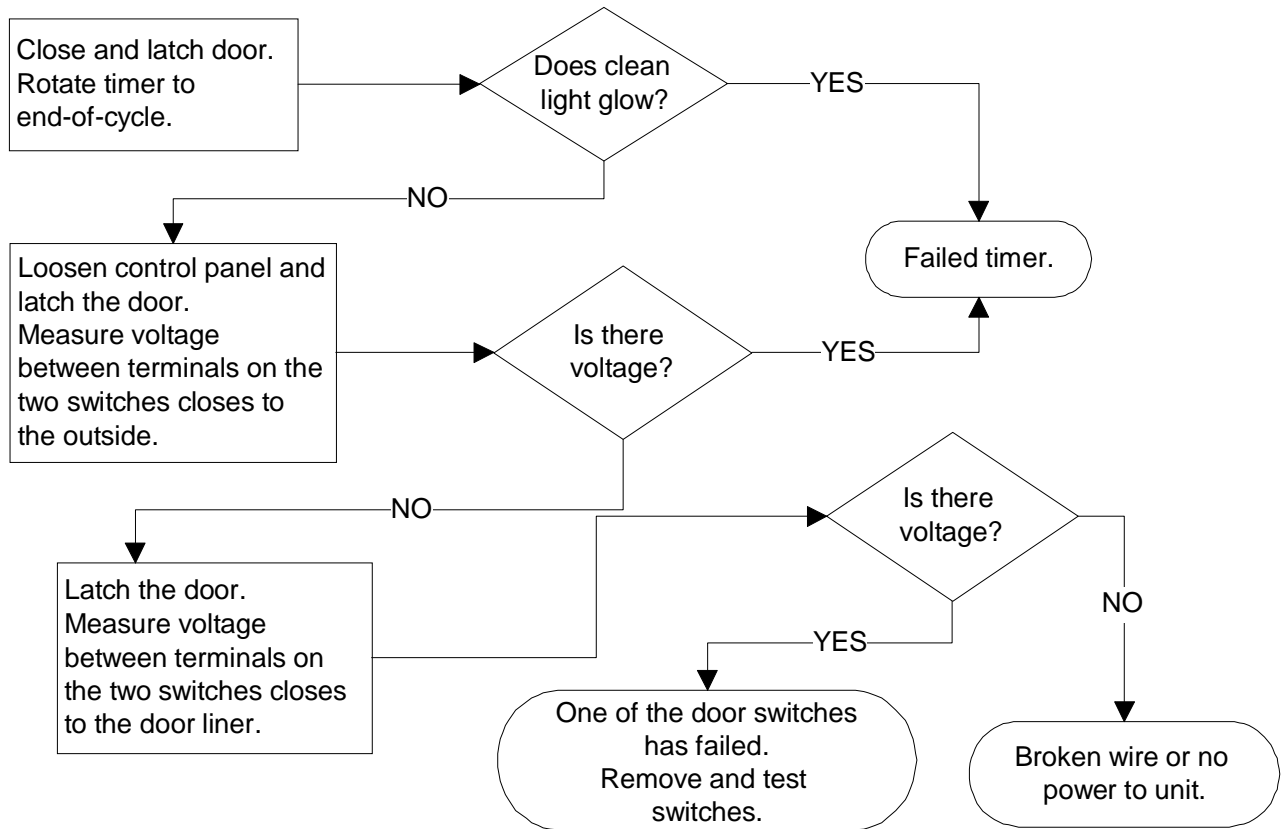 Close and latch door.
Rotate timer to
end-of-cycle.
Does clean
light glow?
YES
NO
Failed timer.
Loosen control panel and
latch the door.
Measure voltage
between terminals on the
two switches closes to
the outside.
Is there
voltage?
YES
NO
Latch the door.
Measure voltage
between terminals on
the two switches closes
to the door liner.
Is there
voltage?
YES
NO
One of the door switches
has failed.
Remove and test
switches.
Broken wire or no
power to unit.